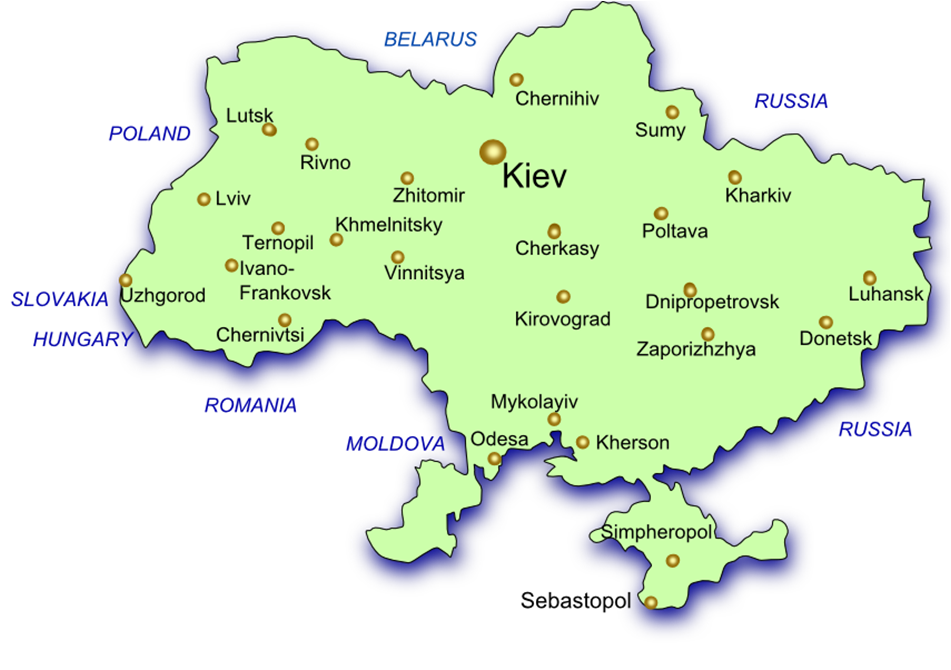 BELARUS
Chernihiv
RUSSIA
Lutsk
Sumy
POLAND
Rivno
Kiev
Zhitomir
Kharkiv
Lviv
Khmelnitsky
Poltava
Ternopil
Cherkasy
Ivano-
Frankovsk
Vinnitsya
Uzhgorod
Luhansk
SLOVAKIA
Dnipropetrovsk
Kirovograd
Chernivtsi
HUNGARY
Donetsk
Zaporizhzhya
Mykolayiv
ROMANIA
RUSSIA
Odesa
Kherson
MOLDOVA
Simpheropol
Sebastopol